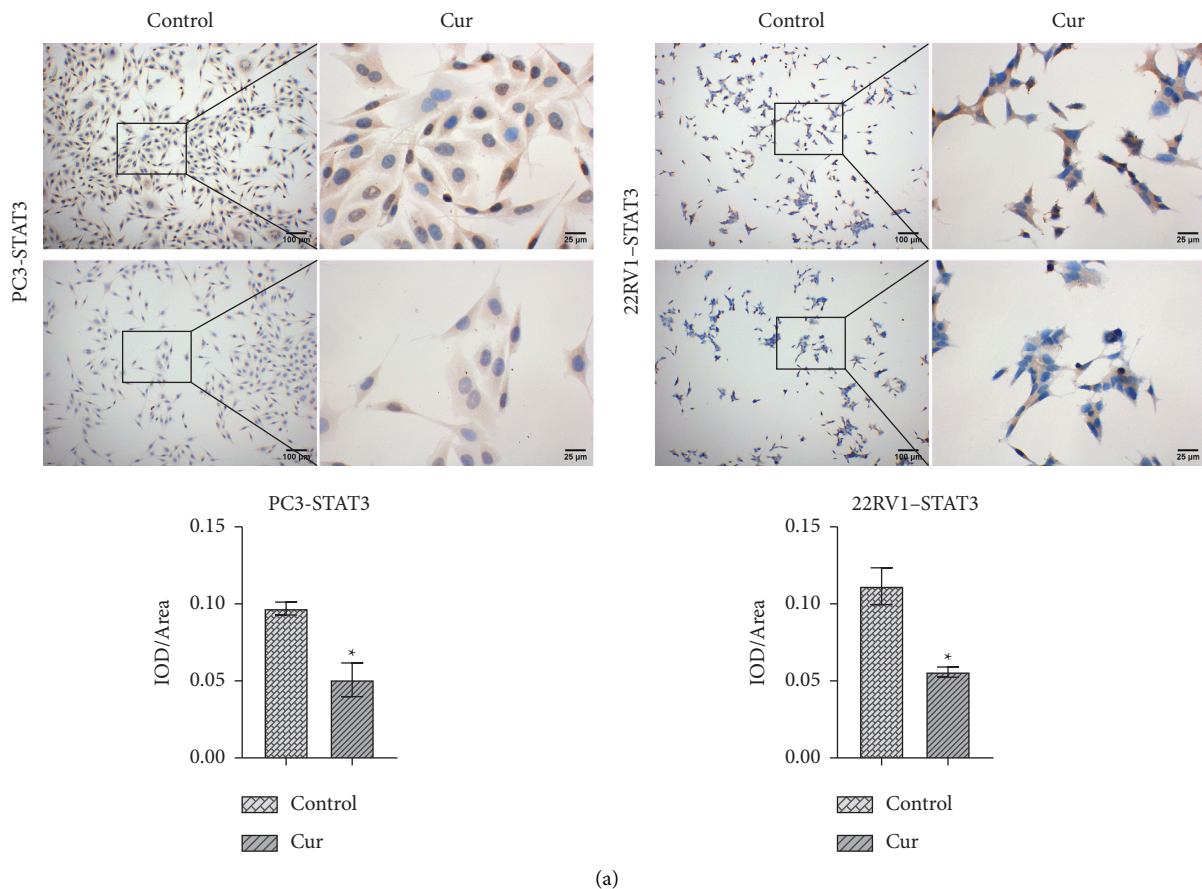 Control Cur Control Cur
PC3-STAT3
100 μm 25 μm
100 μm 25 μm
22RV1–STAT3
100 μm 25 μm
100 μm 25 μm
PC3-STAT3
0.15
0.10
0.05
0.00
IOD/Area
*
Control
Cur
22RV1–STAT3
0.15
0.10
0.05
0.00
IOD/Area
*
Control
Cur
(a)